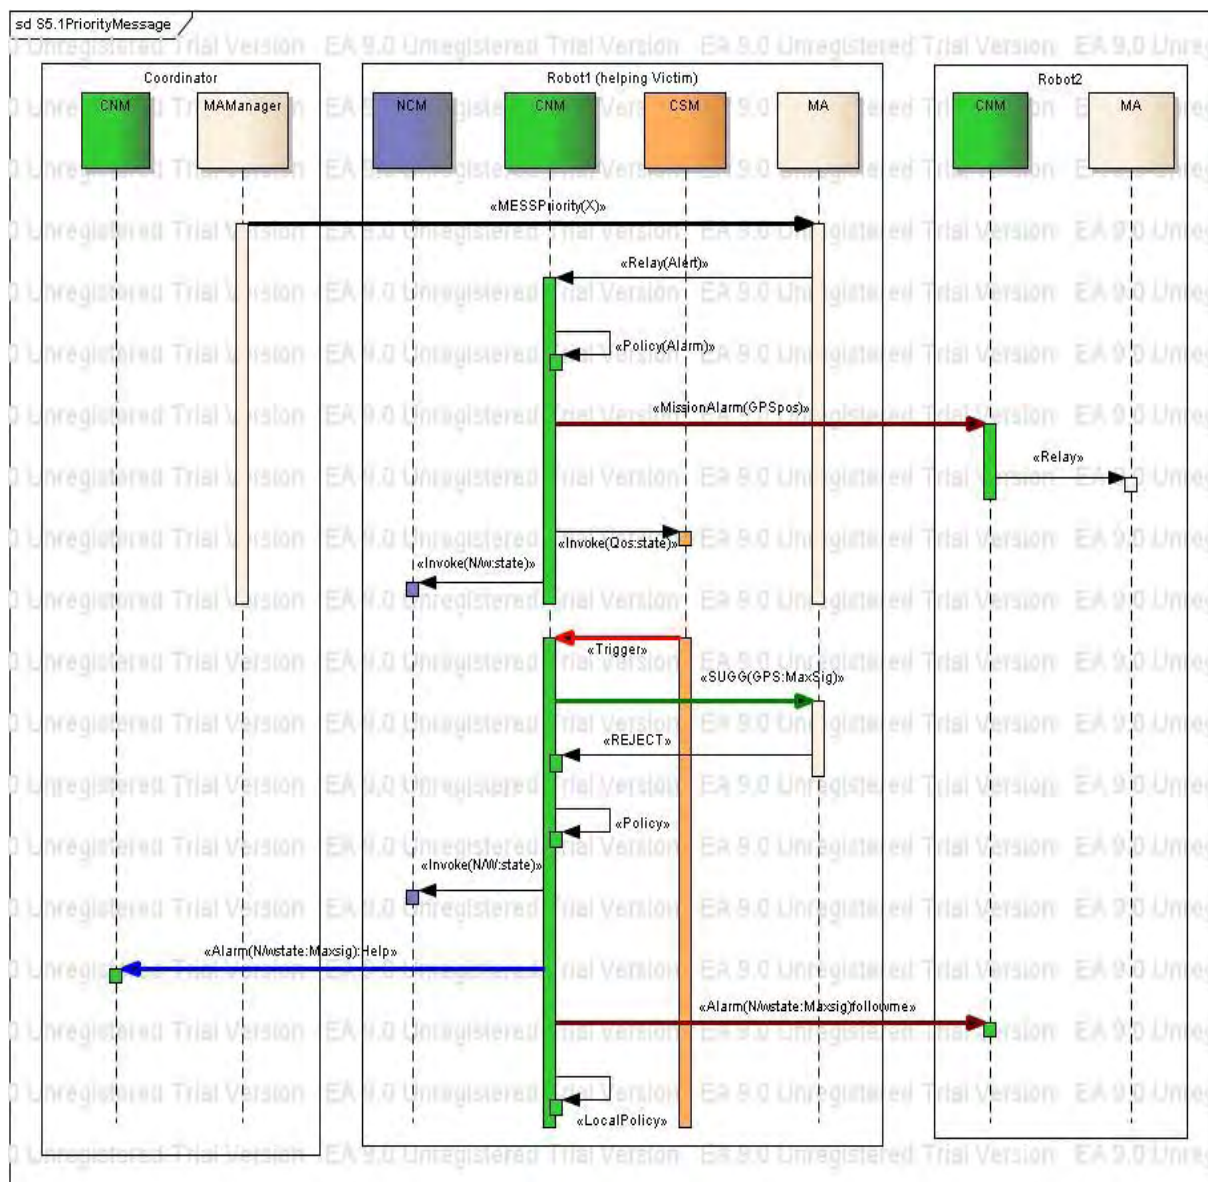 sd S5.1PriorityMessage
Coordinator
Robot1 (helping Victim)
Robot2
CNM
MAManager
NCM
CNM
CSM
MA
CNM
MA
«MESSPriority(X)»
«Relay(Alert)»
«Policy(Alarm)»
«MissionAlarm(GPSpos)»
«Relay»
«Invoke(Qos:state)»
«Invoke(N/w:state)»
«Trigger»
«SUGG(GPS:MaxSig)»
«REJECT»
«Policy»
«Invoke(N/W:state)»
«Alarm(N/wstate:Maxsig):Help»
«Alarm(N/wstate:Maxsig)followme»
«LocalPolicy»
EA 9.0 Unregistered Trial Version